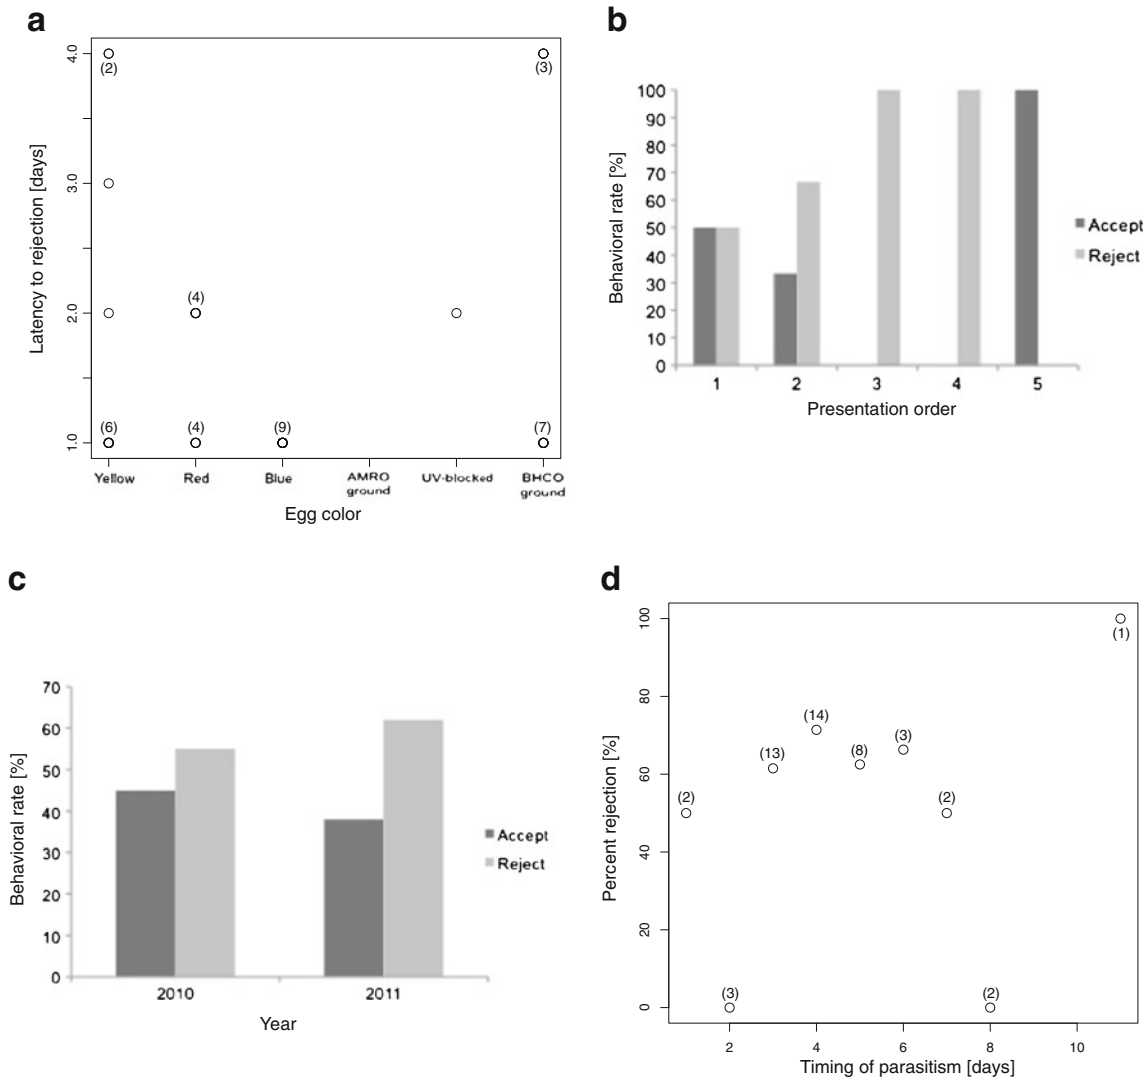 a
Latency to rejection [days]
4.0
3.0
2.0
1.0
(2)
(3)
(4)
(6)
(4)
(9)
(7)
Yellow
Red
Blue
AMRO
ground
UV-blocked
BHCO
ground
Egg color
b
Behavioral rate [%]
100
90
80
70
60
50
40
30
20
10
0
1
2
3
4
5
Presentation order
Accept
Reject
c
Behavioral rate [%]
70
60
50
40
30
20
10
0
2010
2011
Year
Accept
Reject
d
Percent rejection [%]
100
80
60
40
20
0
(1)
(14)
(13)
(8)
(3)
(2)
(2)
(3)
(2)
2
4
6
8
10
Timing of parasitism [days]